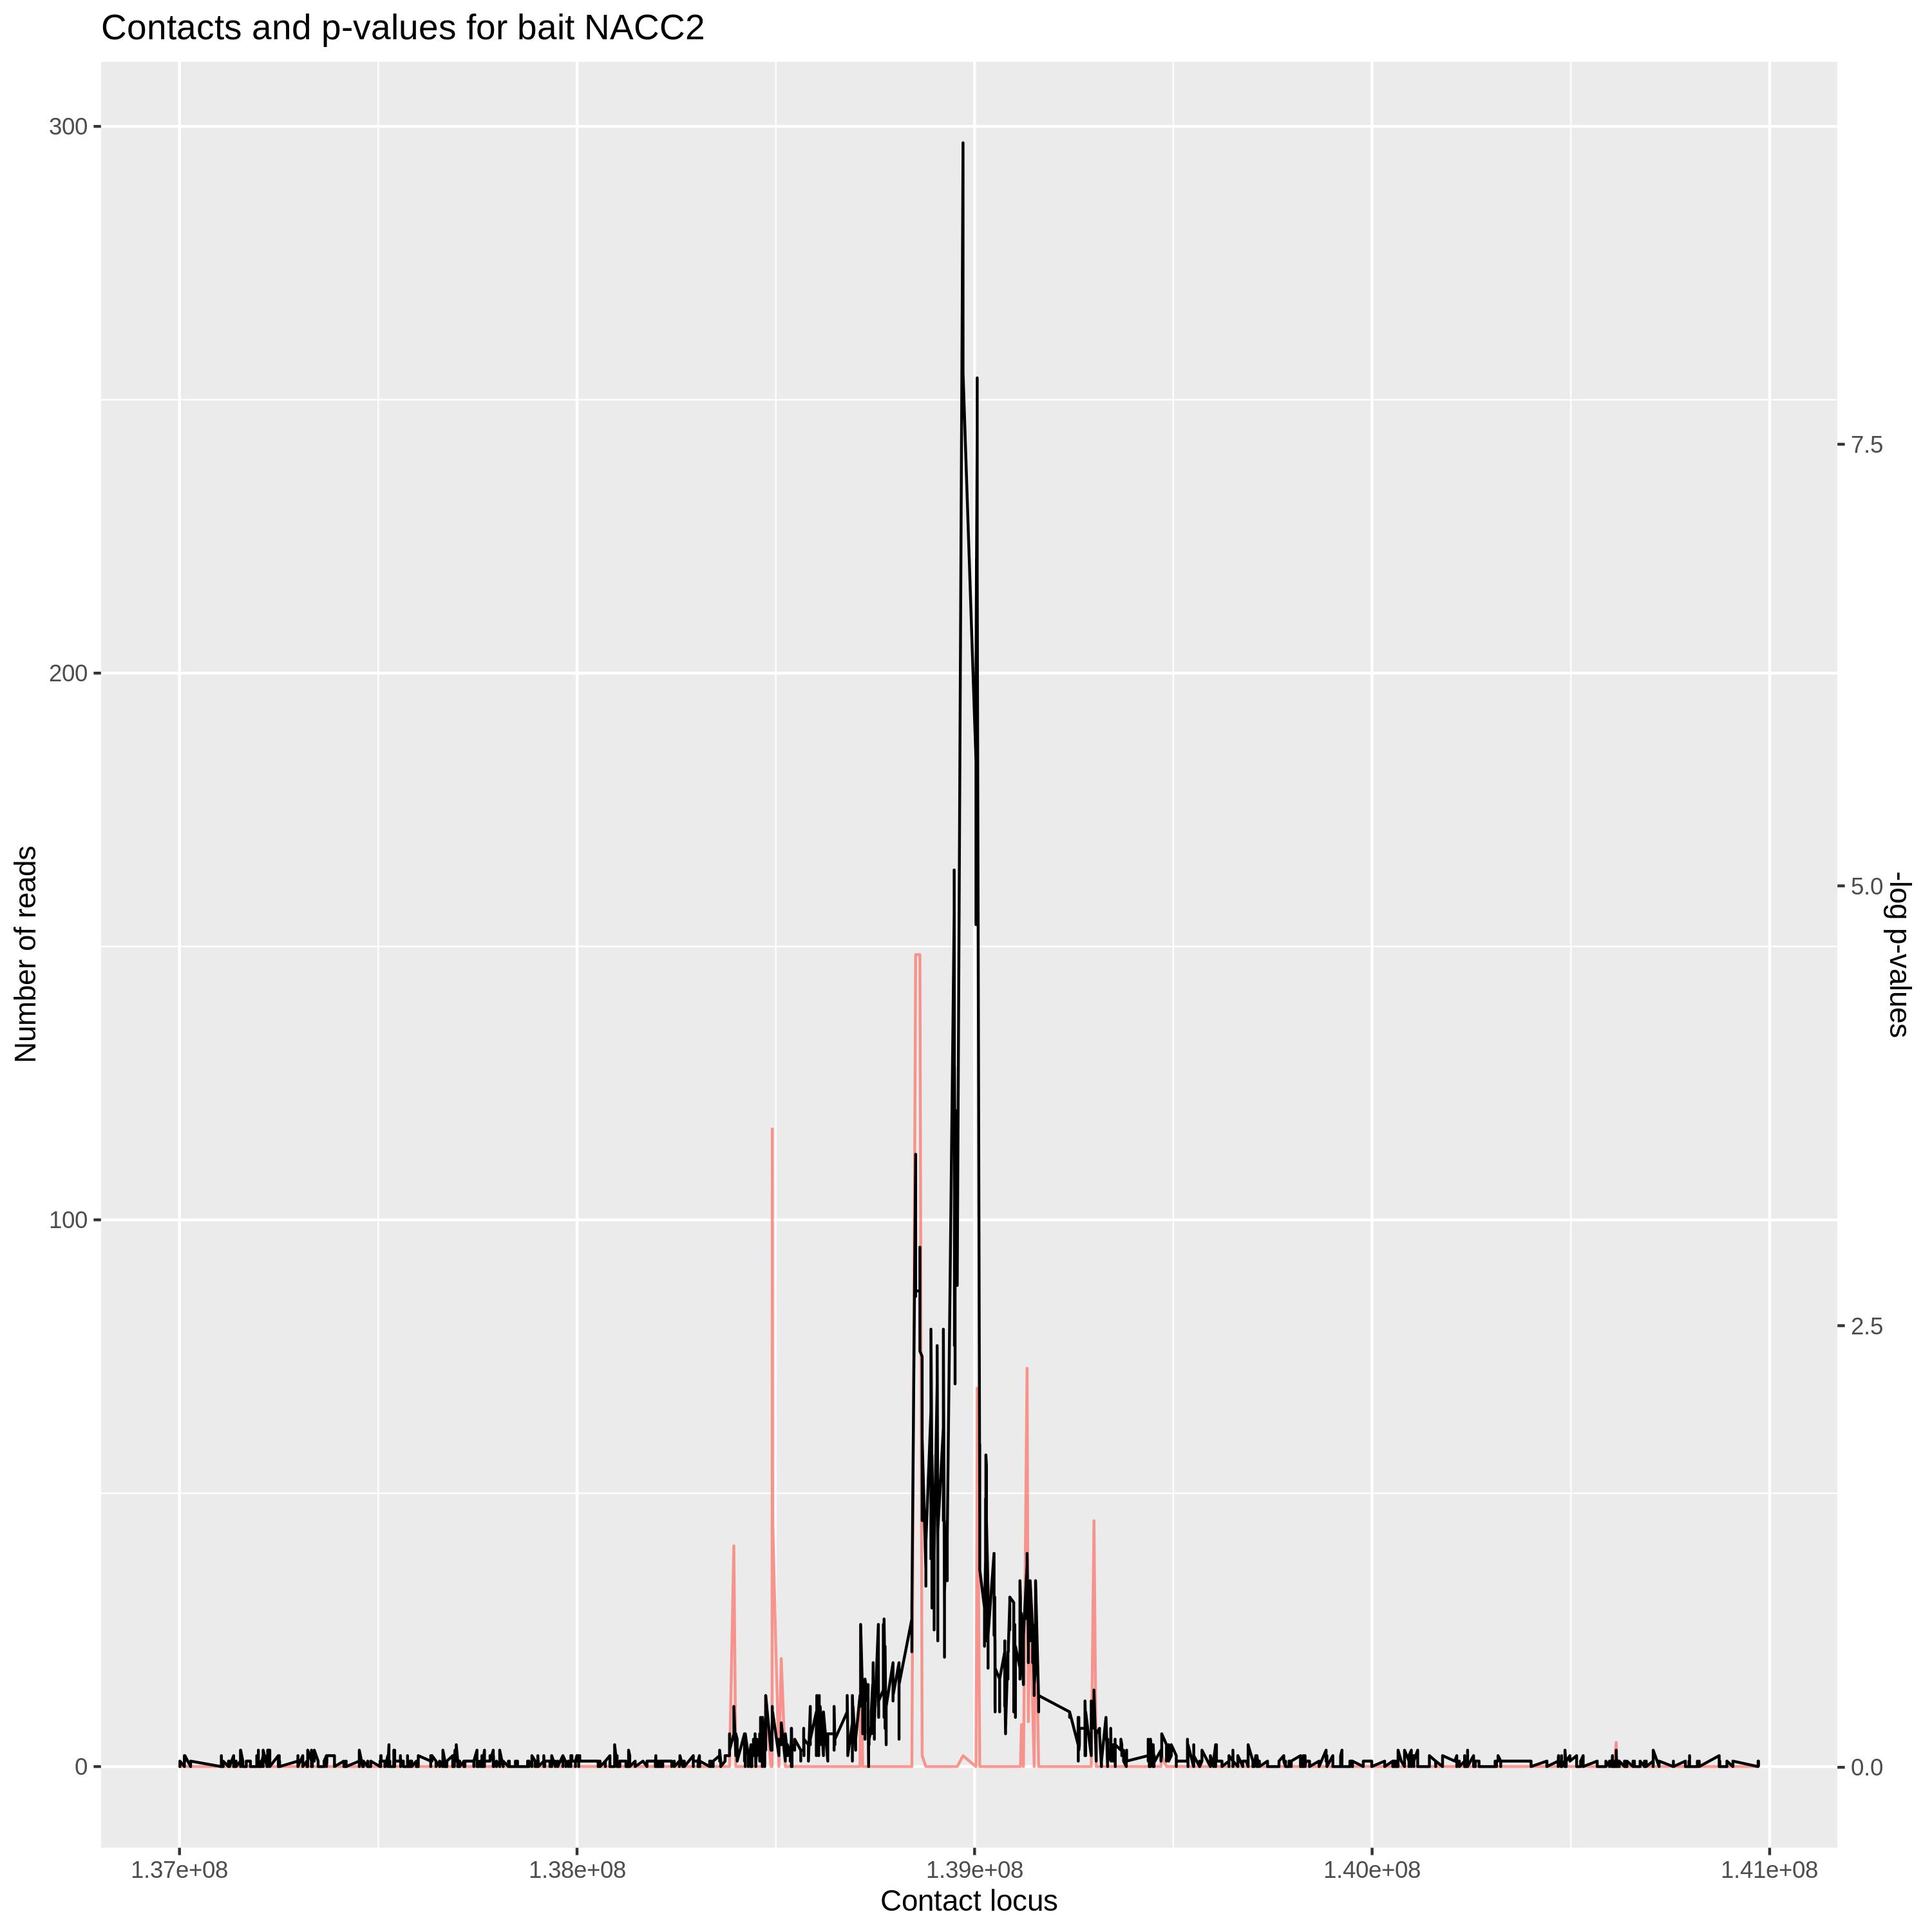 Contacts and p-values for bait NACC2
300
200
100
0
Number of reads
7.5
5.0
2.5
0.0
-log p-values
1.37e+08
1.38e+08
1.39e+08
1.40e+08
1.41e+08
Contact locus